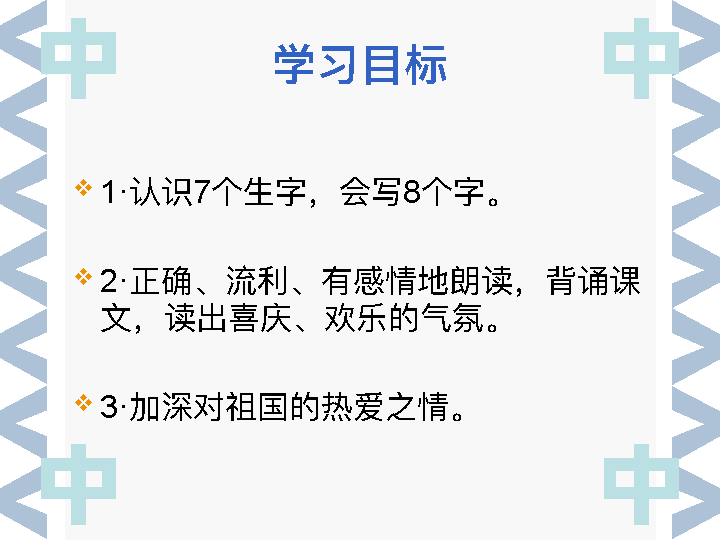 中 中
学习目标
1·认识7个生字，会写8个字。
2·正确、流利、有感情地朗读，背诵课
文，读出喜庆、欢乐的气氛。
3·加深对祖国的热爱之情。
中 中